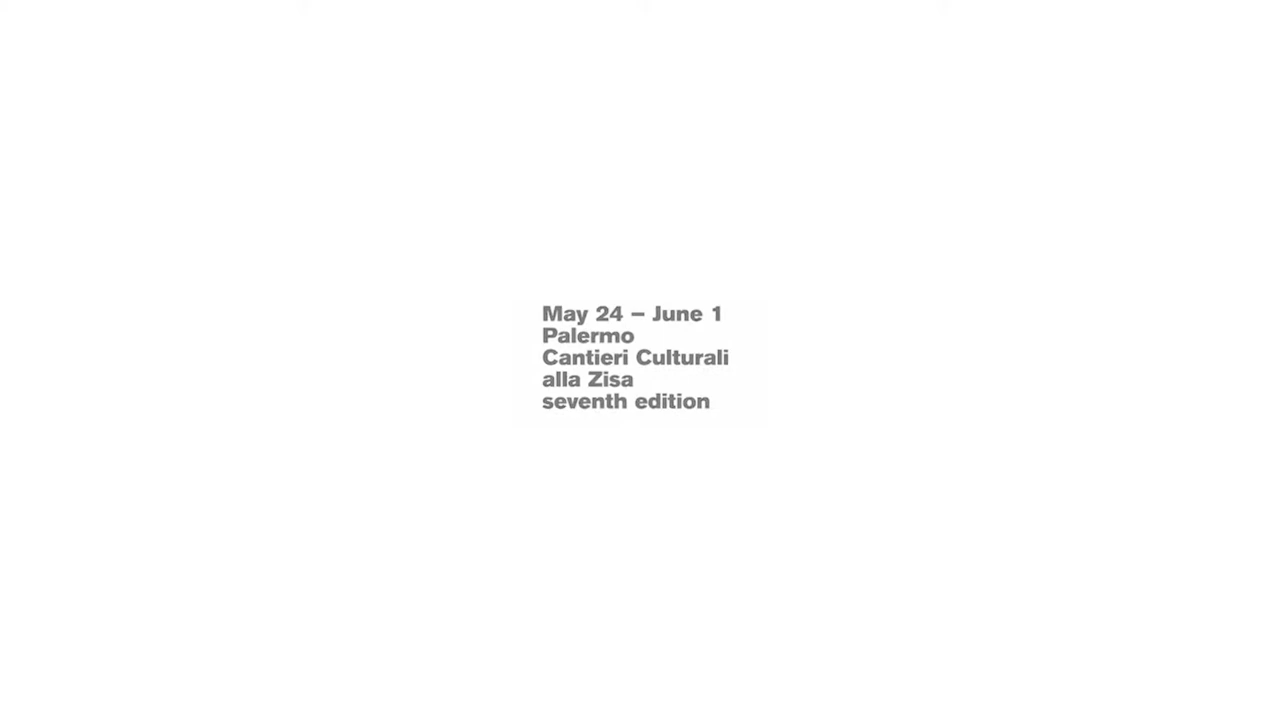 May 24 – June 1
Palermo
Cantieri Culturali
alla Zisa
seventh edition